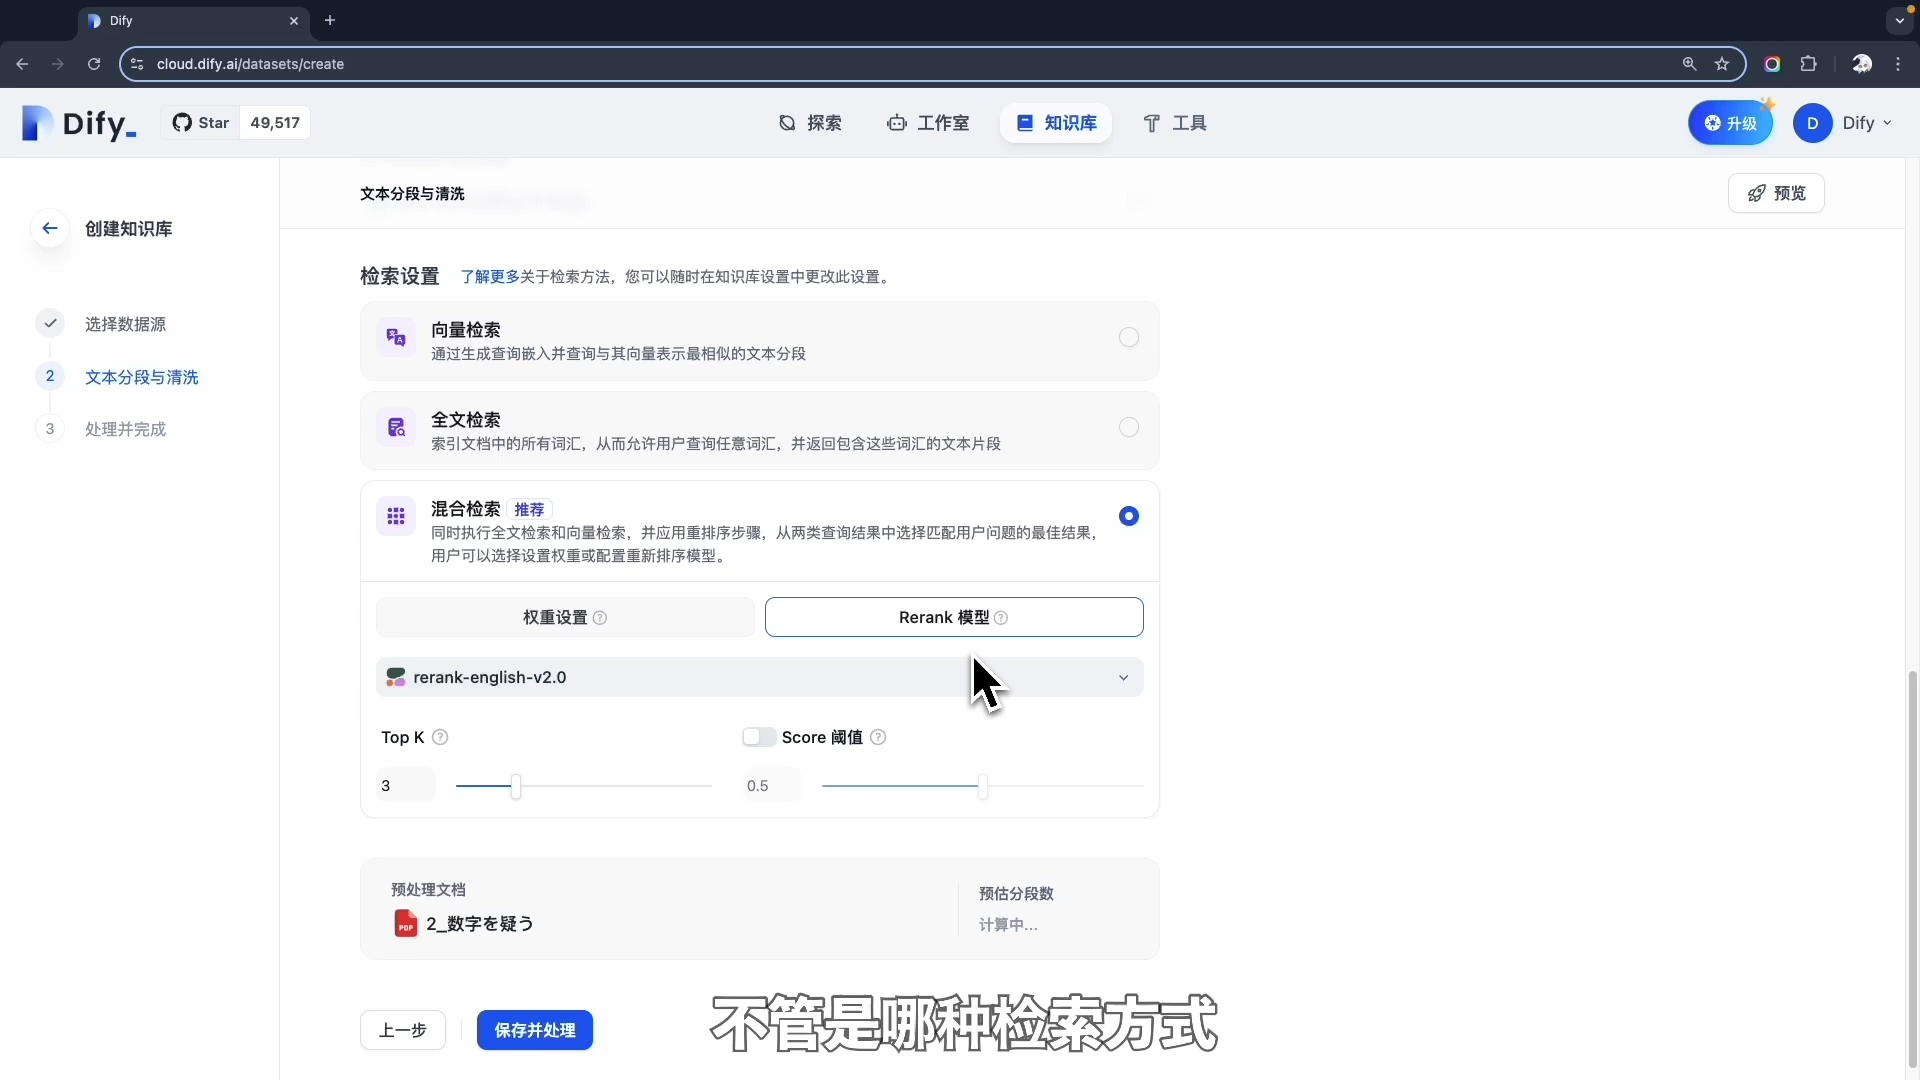 Dify
cloud.dify.ai/datasets/create
Dify_
Star
49,517
探索
工作室
知识库
工具
升级
D
Dify
创建知识库
选择数据源
2
文本分段与清洗
3
处理并完成
文本分段与清洗
预览
检索设置
了解更多关于检索方法，您可以随时在知识库设置中更改此设置。
向量检索
通过生成查询嵌入并查询与其向量表示最相似的文本分段
全文检索
索引文档中的所有词汇，从而允许用户查询任意词汇，并返回包含这些词汇的文本片段
混合检索 推荐
同时执行全文检索和向量检索，并应用重排序步骤，从两类查询结果中选择匹配用户问题的最佳结果，
用户可以选择设置权重或配置重新排序模型。
权重设置
Rerank 模型
rerank-english-v2.0
Top K
Score 阈值
3
0.5
预处理文档
PDF 2_数字を疑う
预估分段数
计算中...
上一步
保存并处理
不管是哪种检索方式